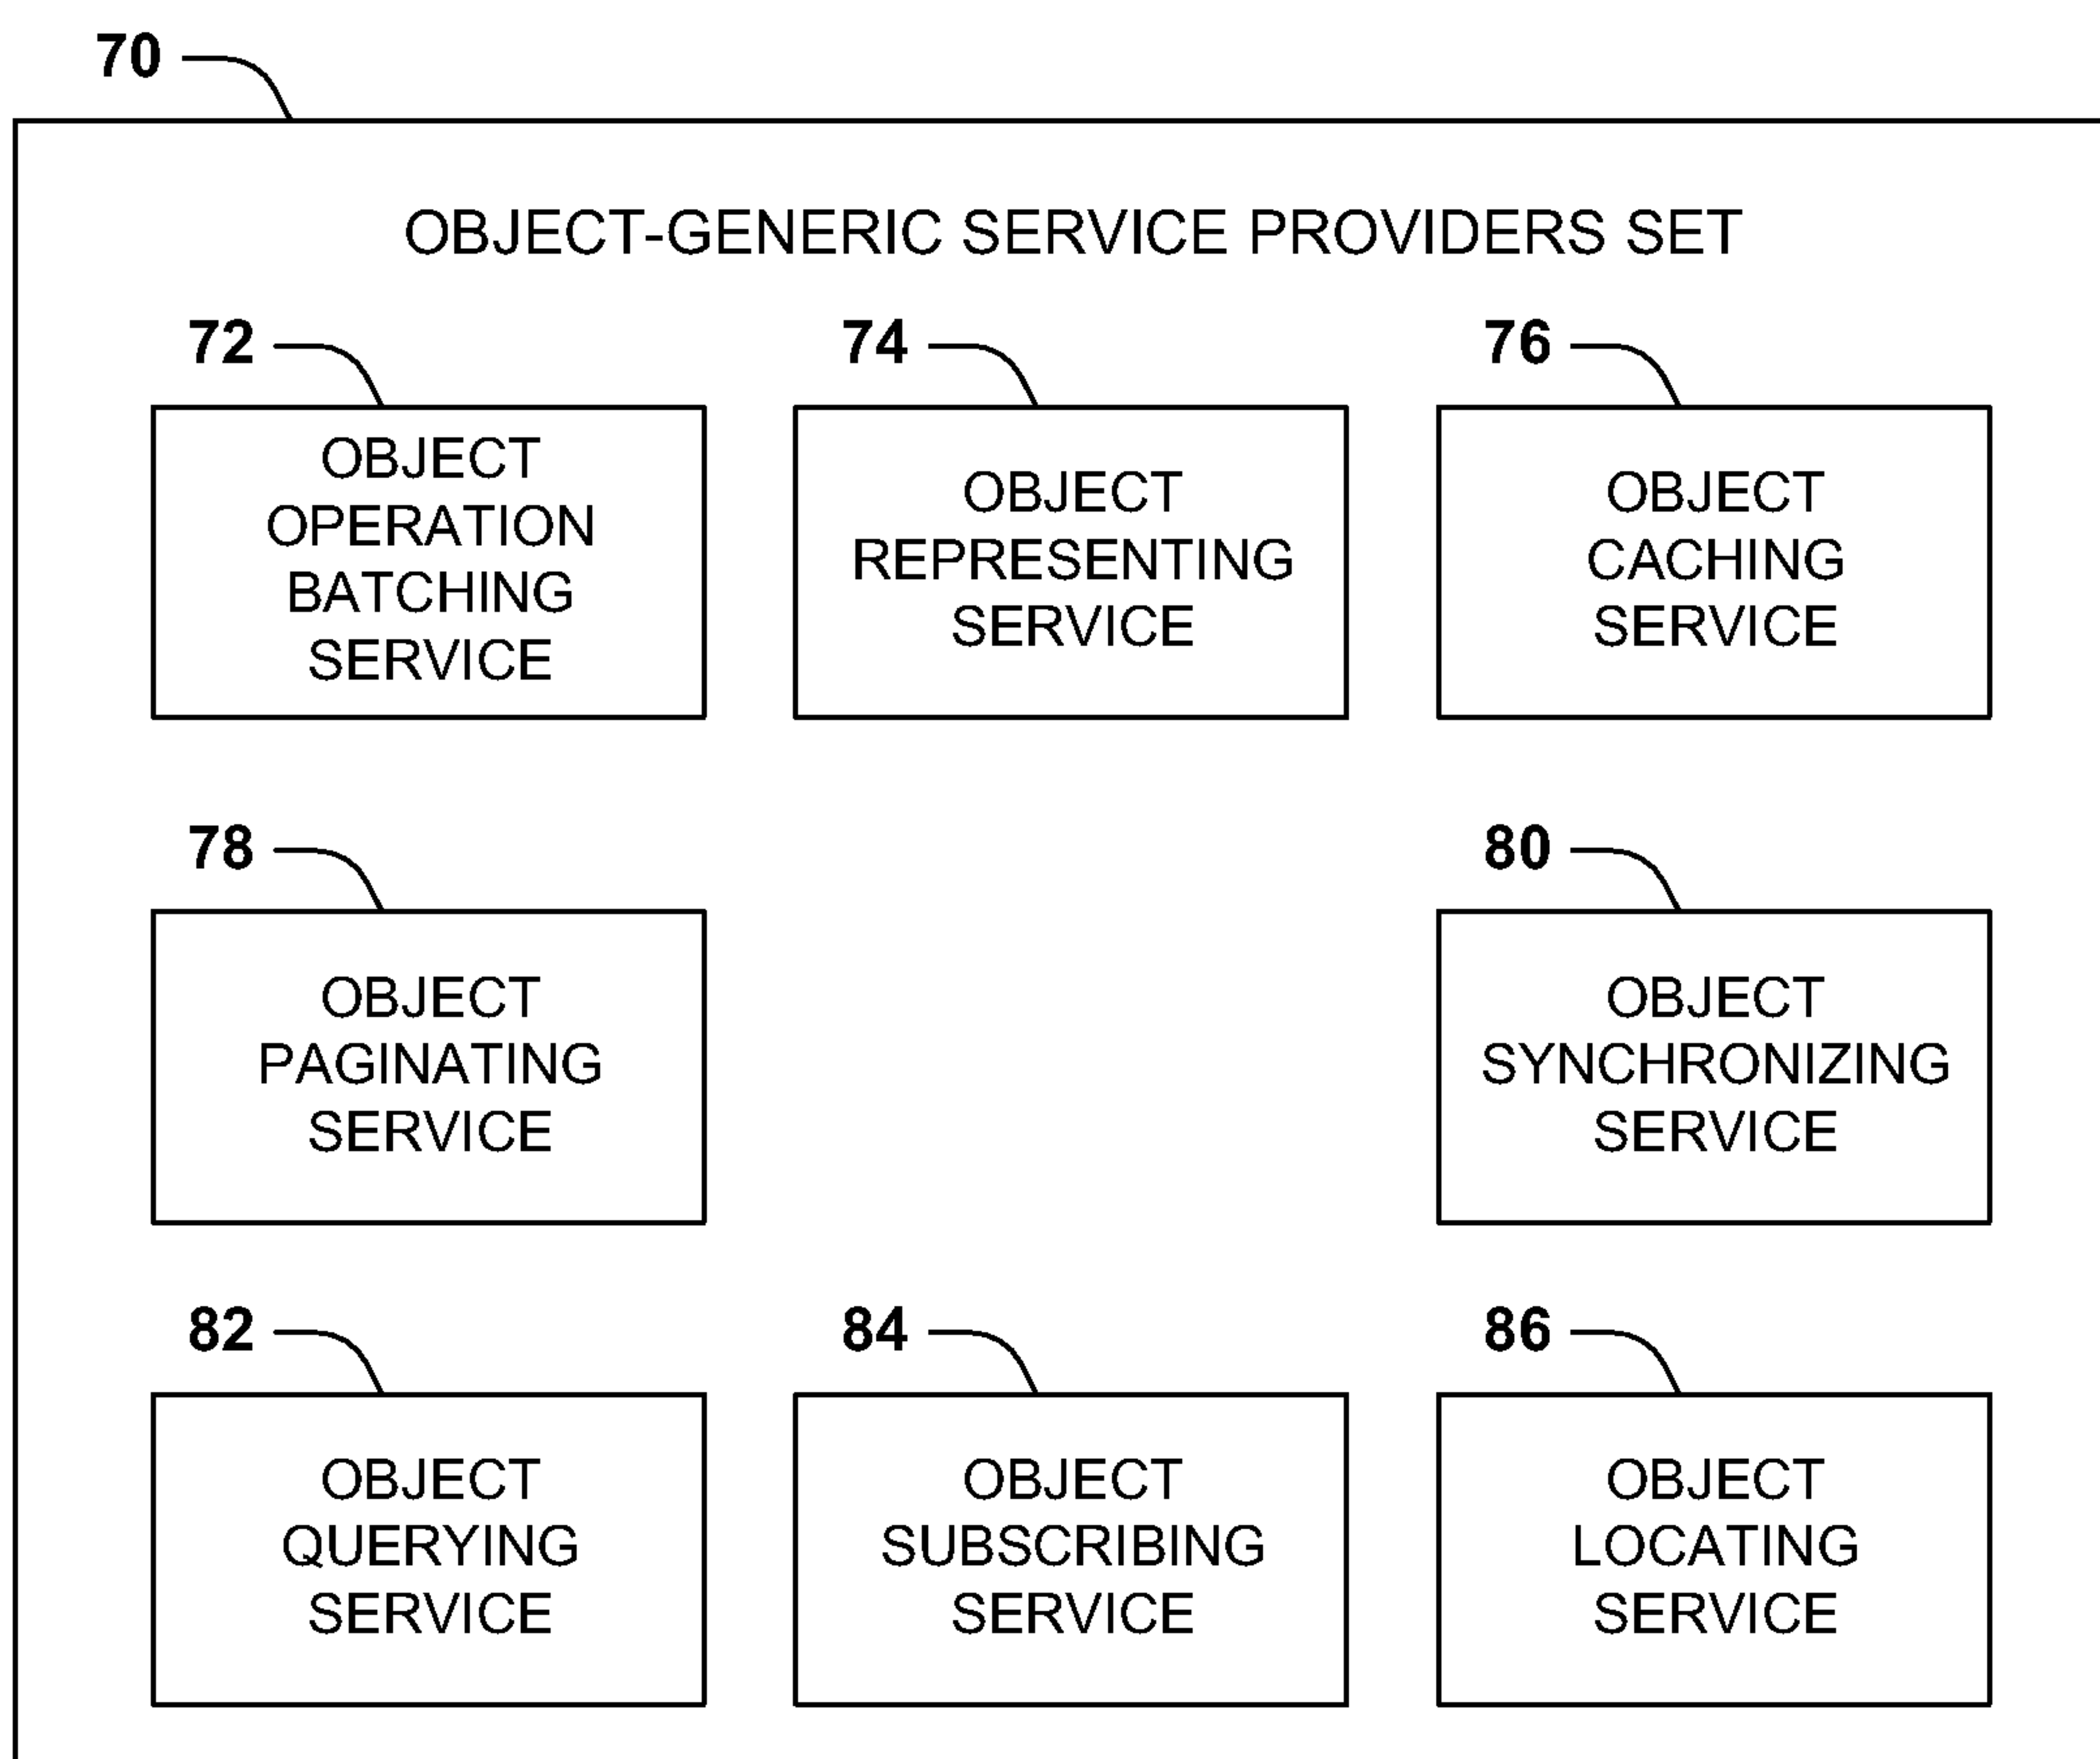 70
OBJECT-GENERIC SERVICE PROVIDERS SET
72
OBJECT
OPERATION
BATCHING
SERVICE
74
OBJECT
REPRESENTING
SERVICE
76
OBJECT
CACHING
SERVICE
78
OBJECT
PAGINATING
SERVICE
80
OBJECT
SYNCHRONIZING
SERVICE
82
OBJECT
QUERYING
SERVICE
84
OBJECT
SUBSCRIBING
SERVICE
86
OBJECT
LOCATING
SERVICE